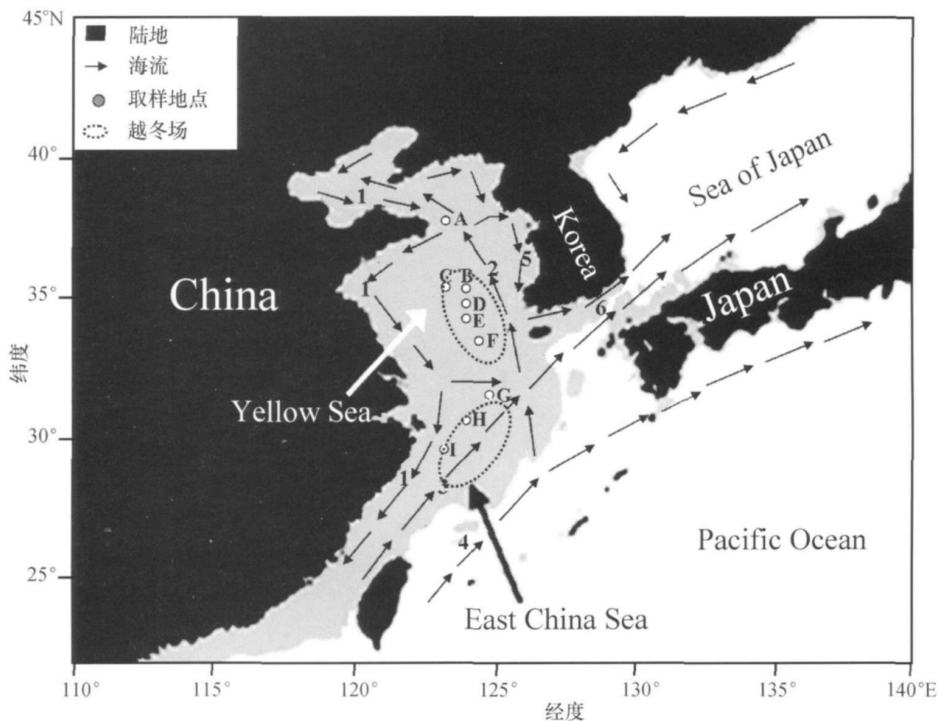 45°N
陆地
海流
取样地点
越冬场
40°
Sea of Japan
1
A
Korea
5
2
C
B
1
35°
China
D
E
Japan
6
F
纬度
Yellow Sea
G
H
30°
I
1
4
Pacific Ocean
25°
East China Sea
110°
115°
120°
125°
130°
135°
140°E
经度